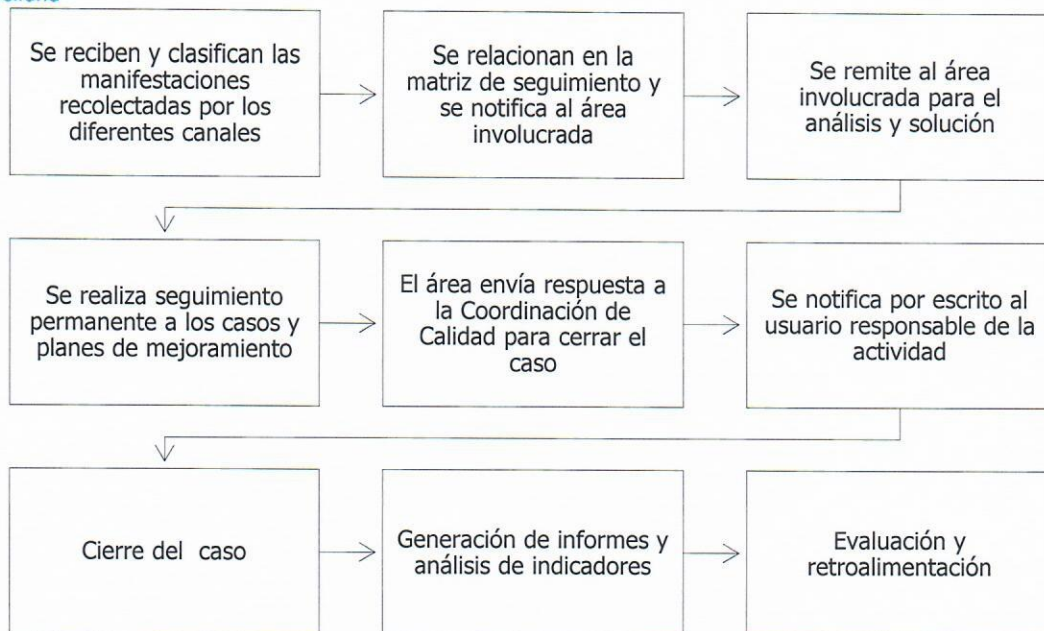 Se reciben y clasifican las
manifestaciones
recolectadas por los
diferentes canales
Se relacionan en la
matriz de seguimiento y
se notifica al área
involucrada
Se remite al área
involucrada para el
análisis y solución
Se realiza seguimiento
permanente a los casos y
planes de mejoramiento
El área envía respuesta a
la Coordinación de
Calidad para cerrar el
caso
Se notifica por escrito al
usuario responsable de la
actividad
Cierre del caso
Generación de informes y
análisis de indicadores
Evaluación y
retroalimentación